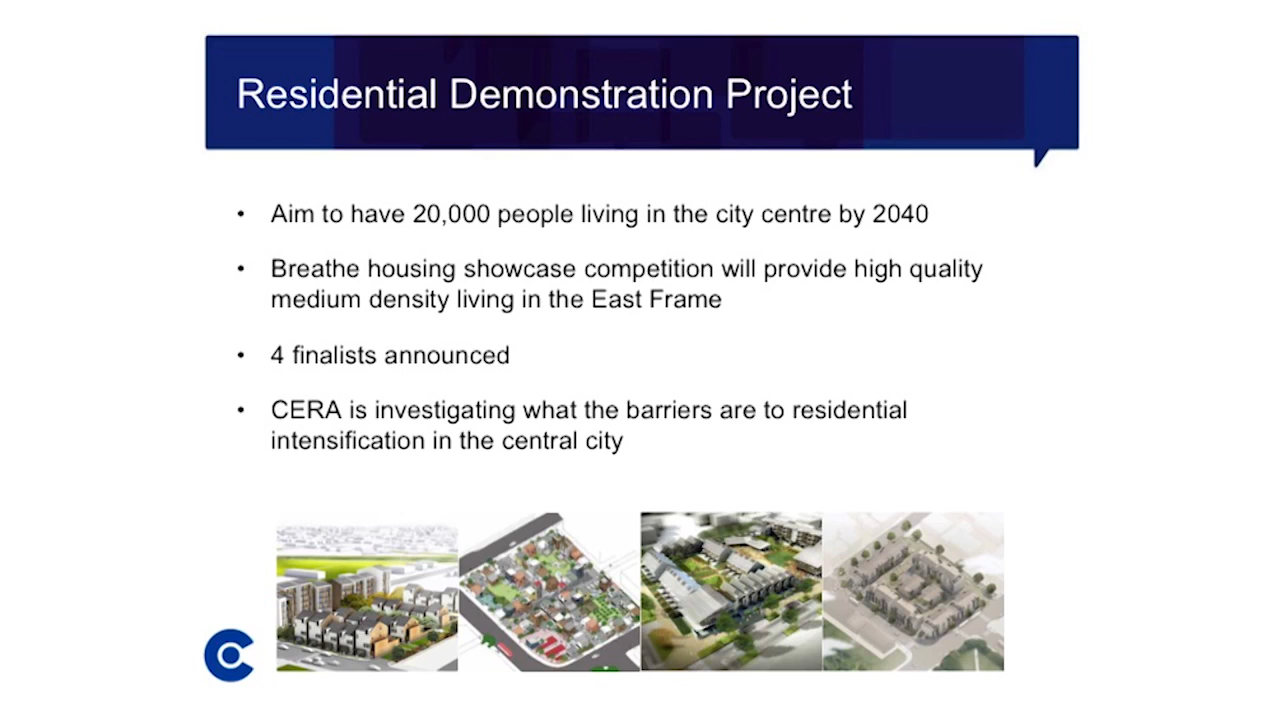 Residential Demonstration Project
• Aim to have 20,000 people living in the city centre by 2040
• Breathe housing showcase competition will provide high quality
medium density living in the East Frame
• 4 finalists announced
• CERA is investigating what the barriers are to residential
intensification in the central city